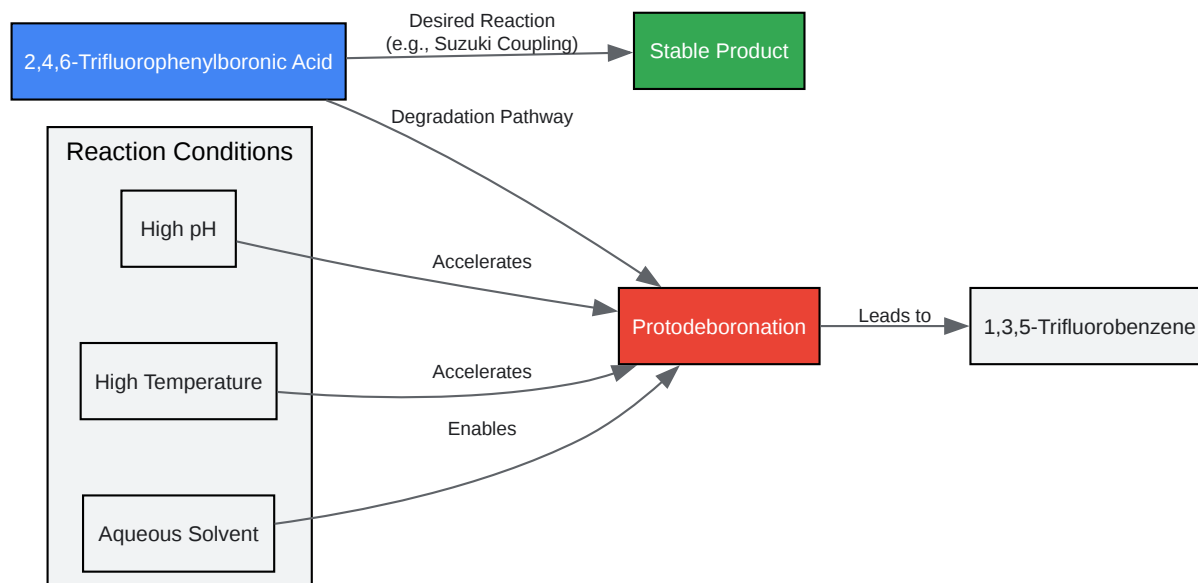 2,4,6-Trifluorophenylboronic Acid
Desired Reaction
(e.g., Suzuki Coupling)
Stable Product
Degradation Pathway
Reaction Conditions
High pH
Accelerates
High Temperature
Accelerates
Enables
Aqueous Solvent
Protodeboronation
Leads to
1,3,5-Trifluorobenzene